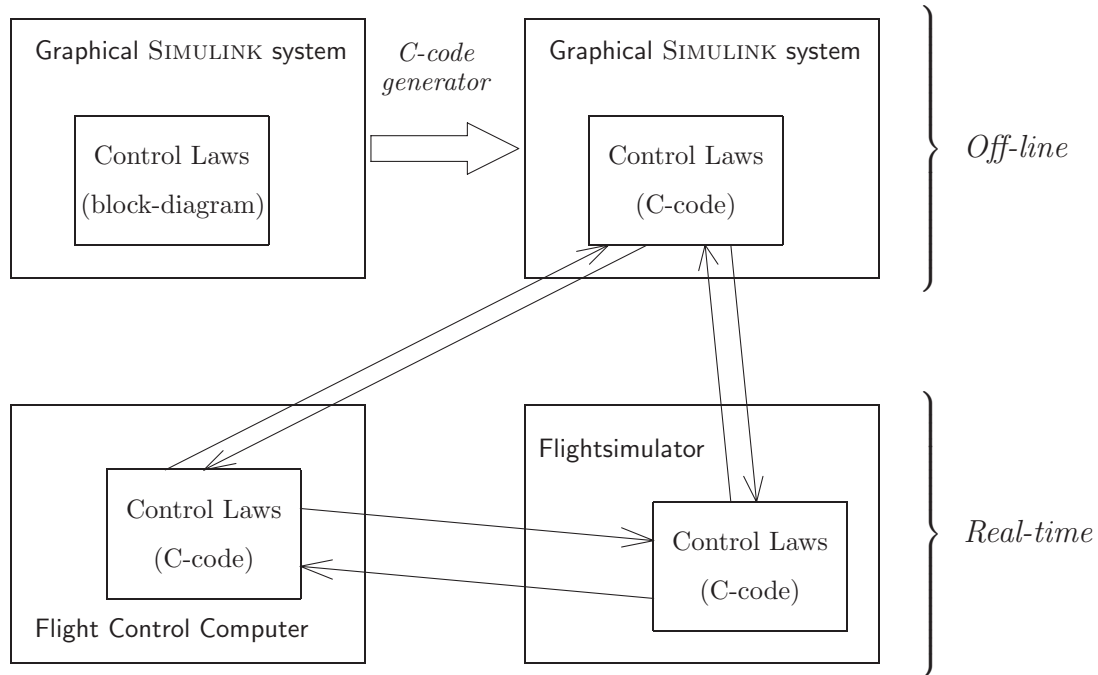 Graphical SIMULINK system
Control Laws
(block-diagram)
C-code
generator
Graphical SIMULINK system
Control Laws
(C-code)
Off-line
Control Laws
(C-code)
Flight Control Computer
Flightsimulator
Control Laws
(C-code)
Real-time